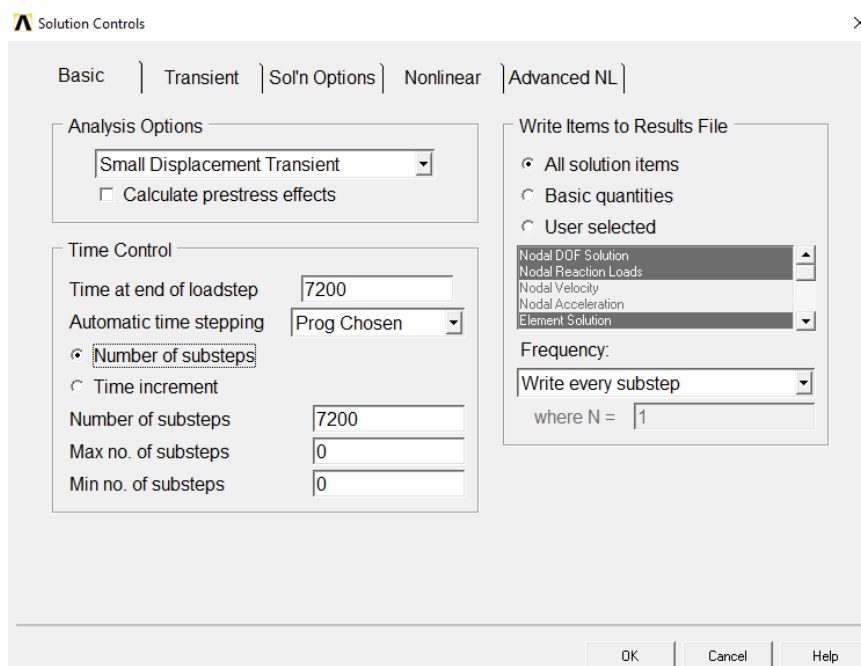 Solution Controls
Basic
Transient
Sol'n Options
Nonlinear
Advanced NL
Analysis Options
Small Displacement Transient
Calculate prestress effects
Time Control
Time at end of loadstep 7200
Automatic time stepping Prog Chosen
Number of substeps
Time increment
Number of substeps 7200
Max no. of substeps 0
Min no. of substeps 0
Write Items to Results File
All solution items
Basic quantities
User selected
Nodal DOF Solution
Nodal Reaction Loads
Nodal Velocity
Nodal Acceleration
Element Solution
Frequency:
Write every substep
where N = 1
OK
Cancel
Help